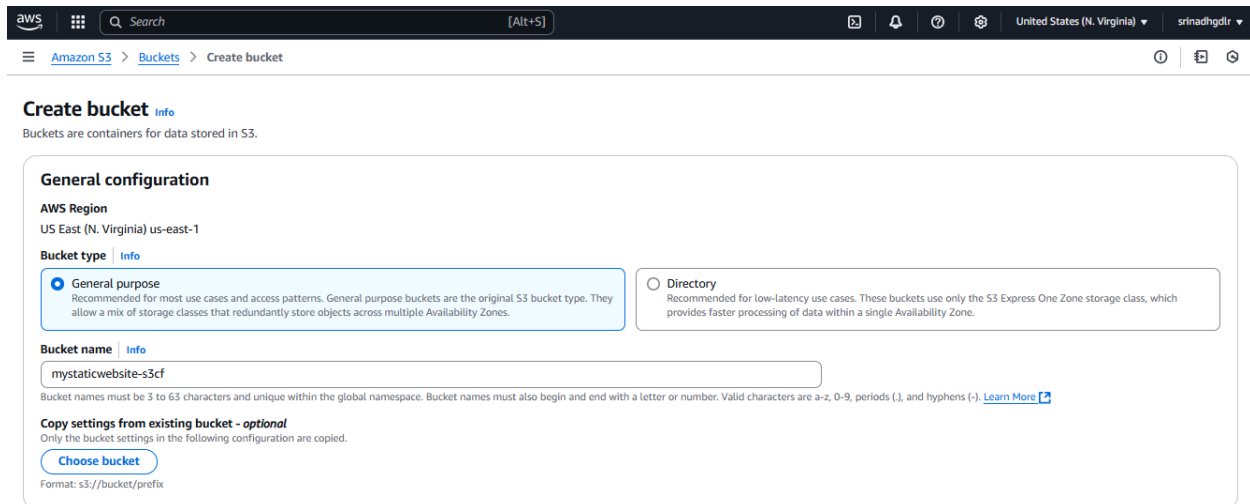 aws Search [Alt+S] United States (N. Virginia) srinadhgdlr
Amazon S3 > Buckets > Create bucket
Create bucket Info
Buckets are containers for data stored in S3.
General configuration
AWS Region
US East (N. Virginia) us-east-1
Bucket type Info
General purpose
Recommended for most use cases and access patterns. General purpose buckets are the original S3 bucket type. They
allow a mix of storage classes that redundantly store objects across multiple Availability Zones.
Directory
Recommended for low-latency use cases. These buckets use only the S3 Express One Zone storage class, which
provides faster processing of data within a single Availability Zone.
Bucket name Info
mystaticwebsite-s3cf
Bucket names must be 3 to 63 characters and unique within the global namespace. Bucket names must also begin and end with a letter or number. Valid characters are a-z, 0-9, periods (.), and hyphens (-). Learn More
Copy settings from existing bucket - optional
Only the bucket settings in the following configuration are copied.
Choose bucket
Format: s3://bucket/prefix